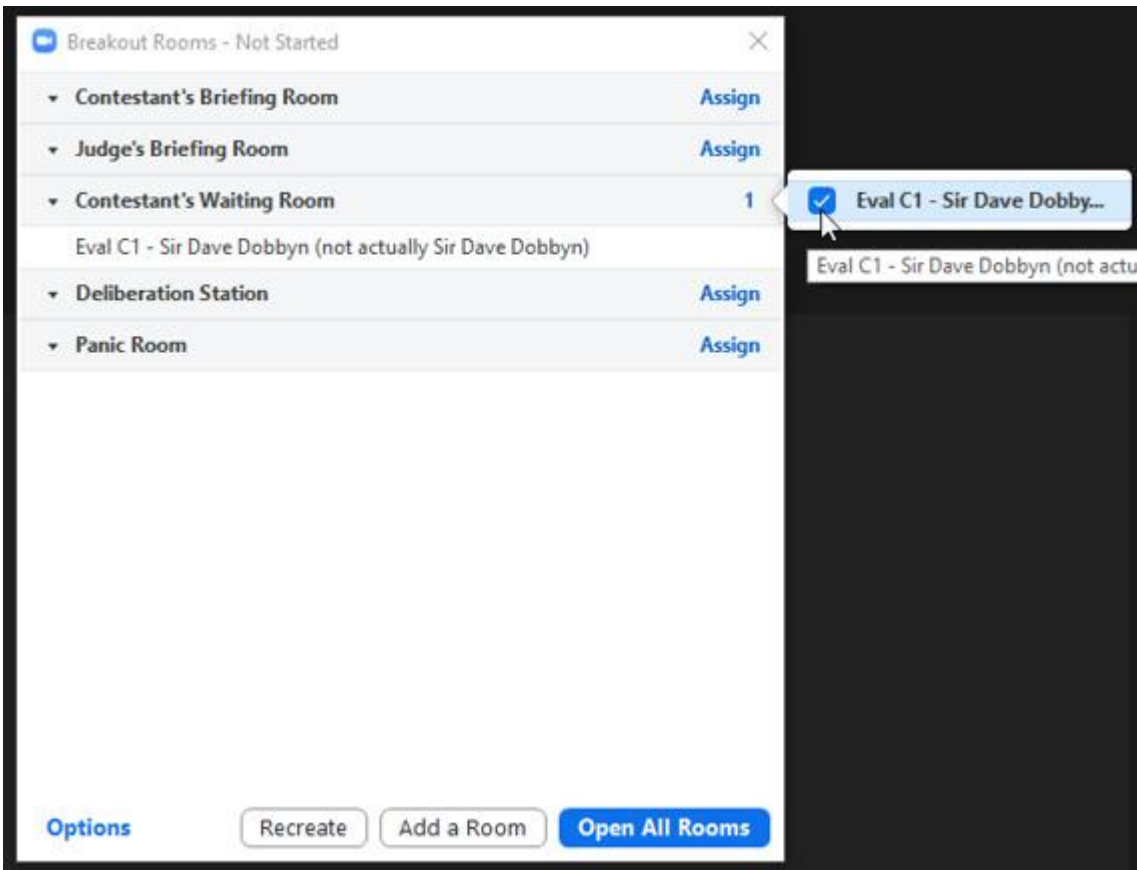 Breakout Rooms - Not Started
Contestant's Briefing Room Assign
Judge's Briefing Room Assign
Contestant's Waiting Room 1
Eval C1 - Sir Dave Dobby...
Eval C1 - Sir Dave Dobbyn (not actually Sir Dave Dobbyn)
Eval C1 - Sir Dave Dobbyn (not actu
Deliberation Station Assign
Panic Room Assign
Options Recreate Add a Room Open All Rooms